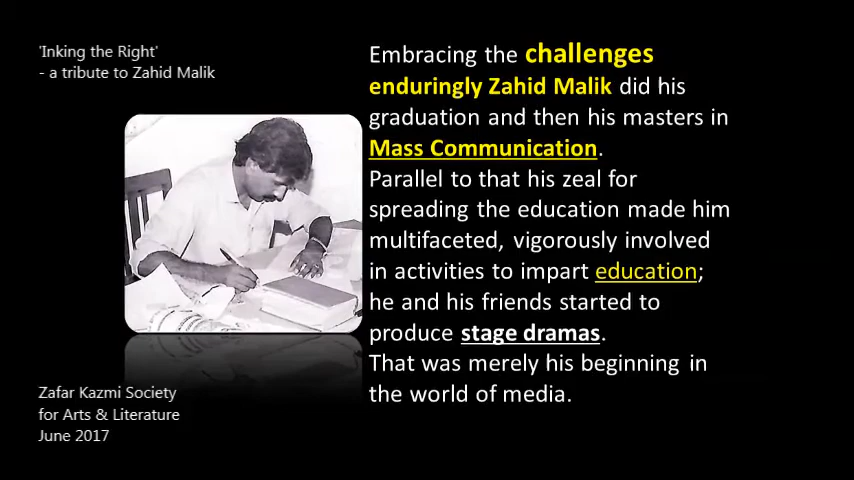 'Inking the Right'
- a tribute to Zahid Malik
Embracing the challenges
enduringly Zahid Malik did his
graduation and then his masters in
Mass Communication.
Parallel to that his zeal for
spreading the education made him
multifaceted, vigorously involved
in activities to impart education;
he and his friends started to
produce stage dramas.
That was merely his beginning in
the world of media.
Zafar Kazmi Society
for Arts & Literature
June 2017